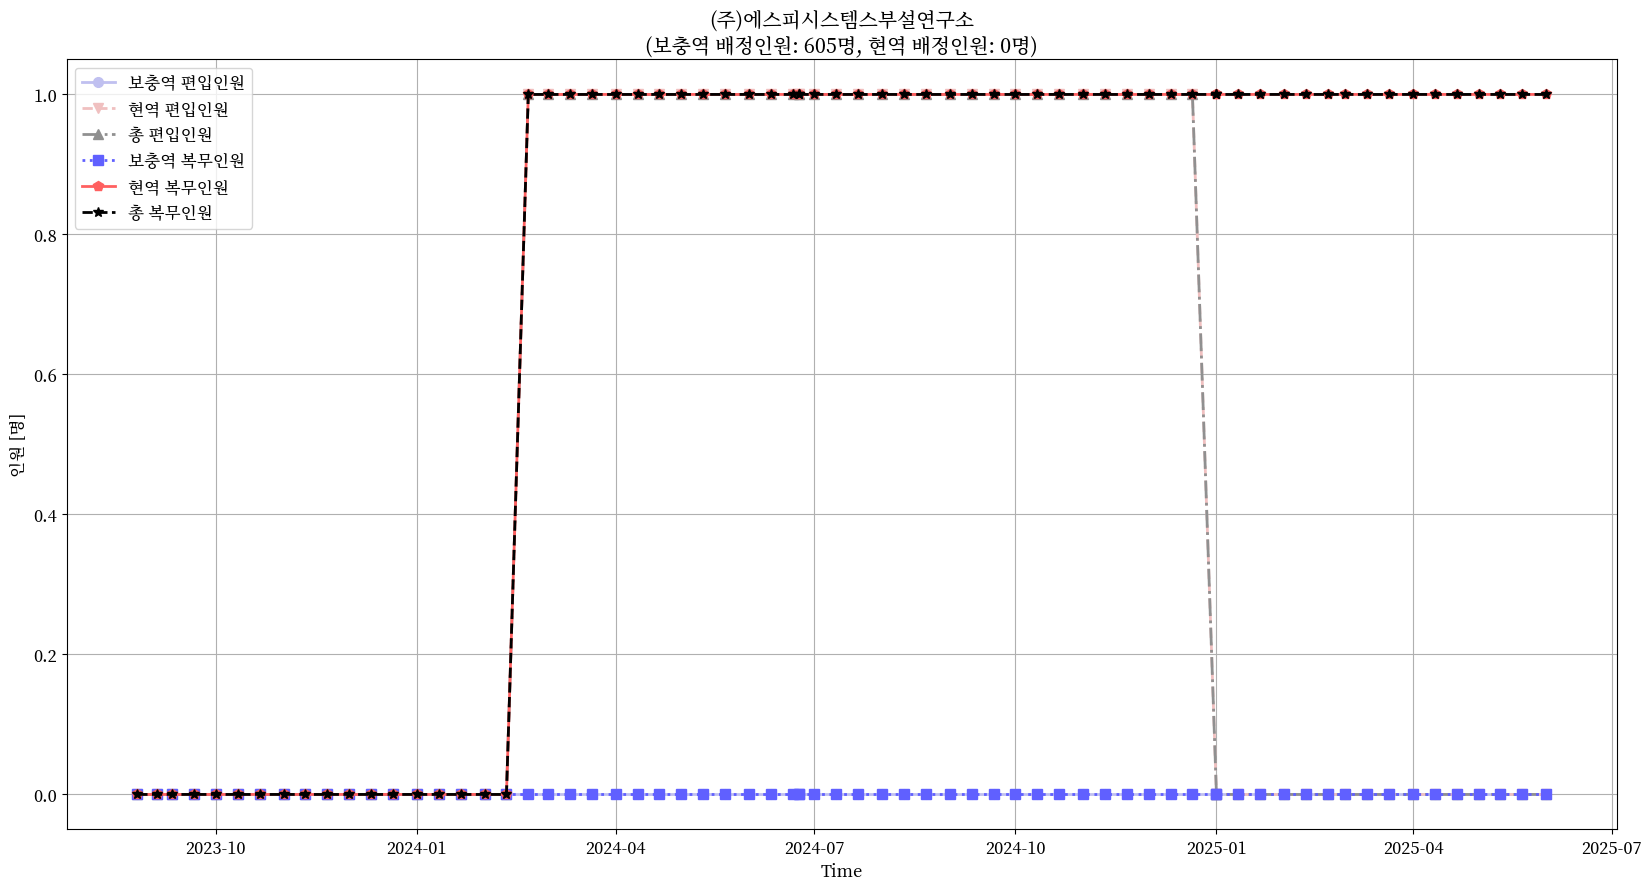 (주)에스피시스템스부설연구소
(보충역 배정인원: 605명, 현역 배정인원: 0명)
보충역 편입인원
현역 편입인원
총 편입인원
보충역 복무인원
현역 복무인원
총 복무인원
1.0
0.8
0.6
0.4
0.2
0.0
인원 [명]
2023-10
2024-01
2024-04
2024-07
2024-10
2025-01
2025-04
2025-07
Time